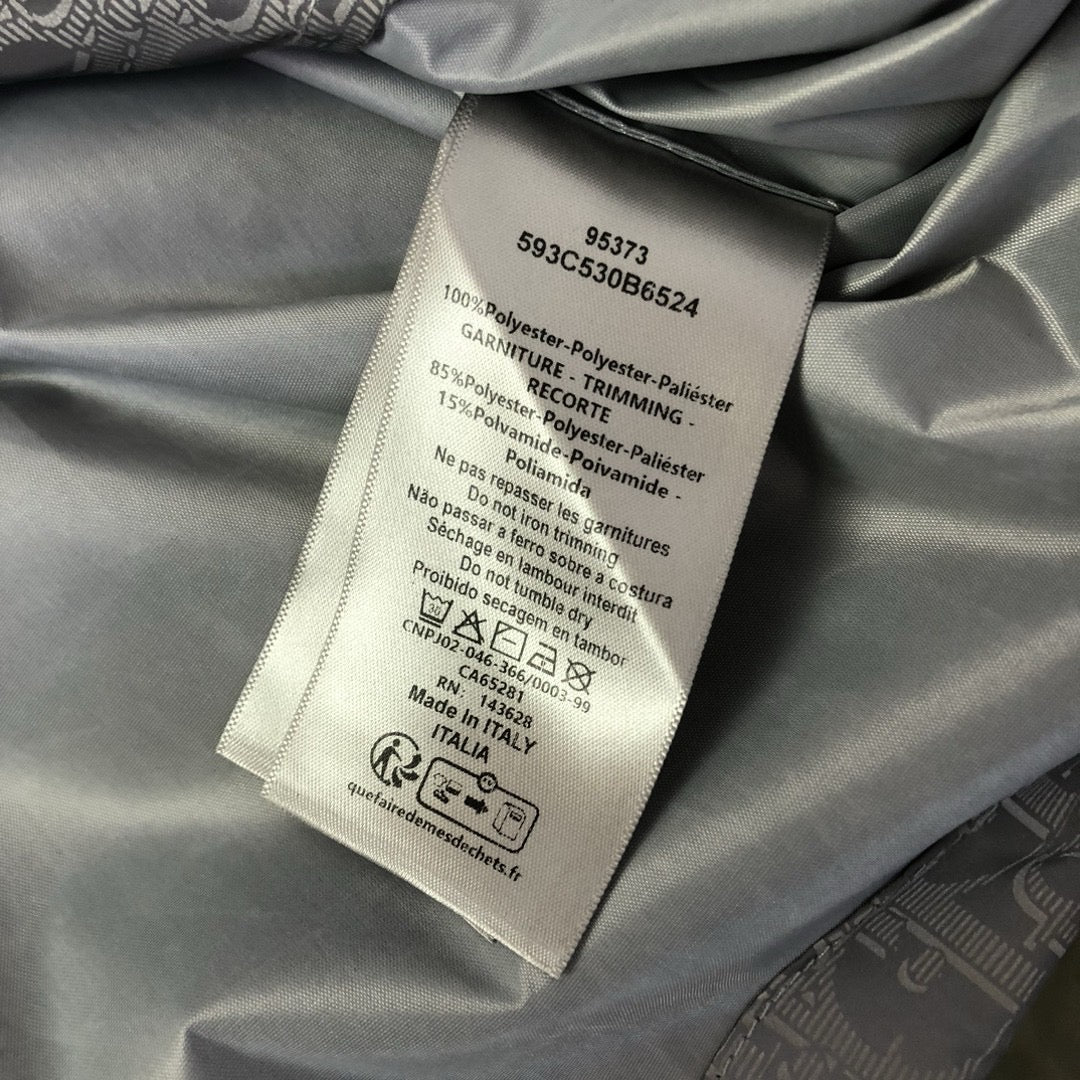 95373
593C530B6524
100%Polyester-Polyester-Paliéster
GARNITURE - TRIMMING -
RECORTE
85%Polyester-Polyester-Paliéster
15%Polvamide-Poivamide -
Poliamida
Ne pas repasser les garnitures
Do not iron trimming
Não passar a ferro sobre a costura
Séchage en lambour interdit
Do not tumble dry
Proibido secagem en tambor
30
CNPJ02-046-366/0003-99
CA65281
RN: 143628
Made In ITALY
ITALIA
quefairedemesdechets.fr